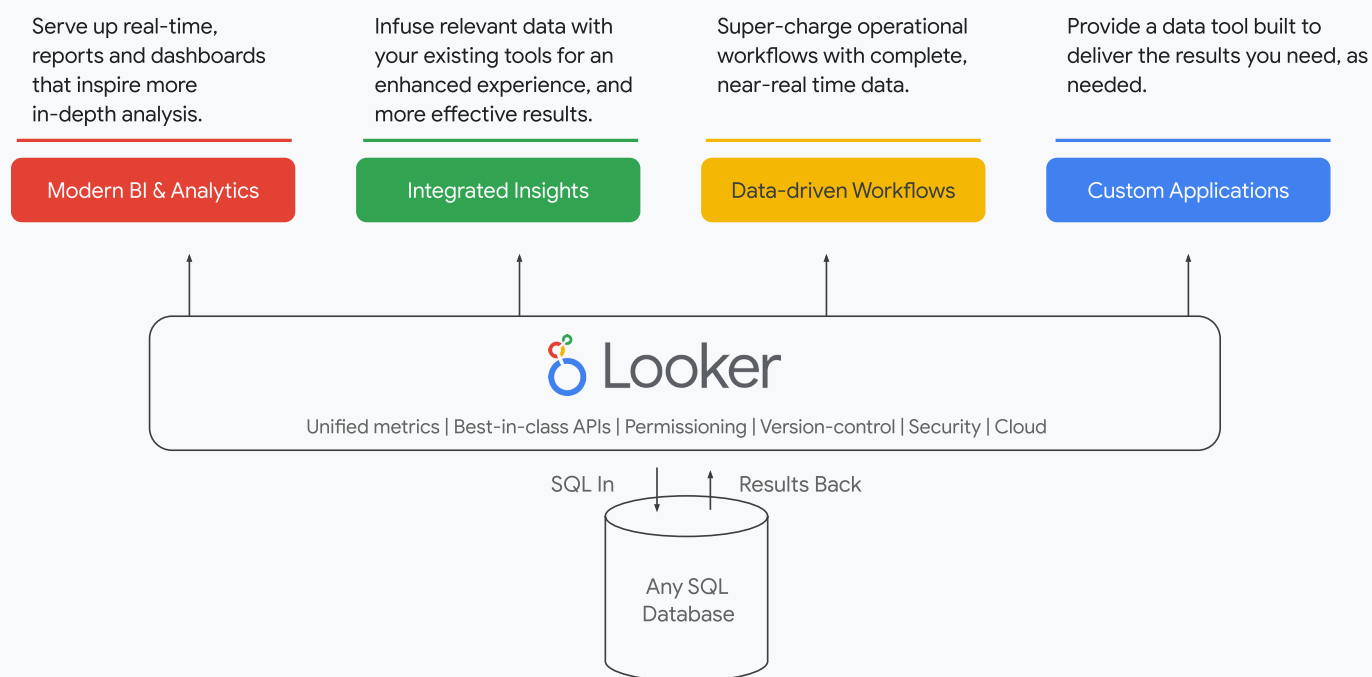 Serve up real-time,
reports and dashboards
that inspire more
in-depth analysis.
Infuse relevant data with
your existing tools for an
enhanced experience, and
more effective results.
Super-charge operational
workflows with complete,
near-real time data.
Provide a data tool built to
deliver the results you need, as
needed.
Modern BI & Analytics
Integrated Insights
Data-driven Workflows
Custom Applications
Looker
Unified metrics | Best-in-class APIs | Permissioning | Version-control | Security | Cloud
SQL In
Results Back
Any SQL
Database